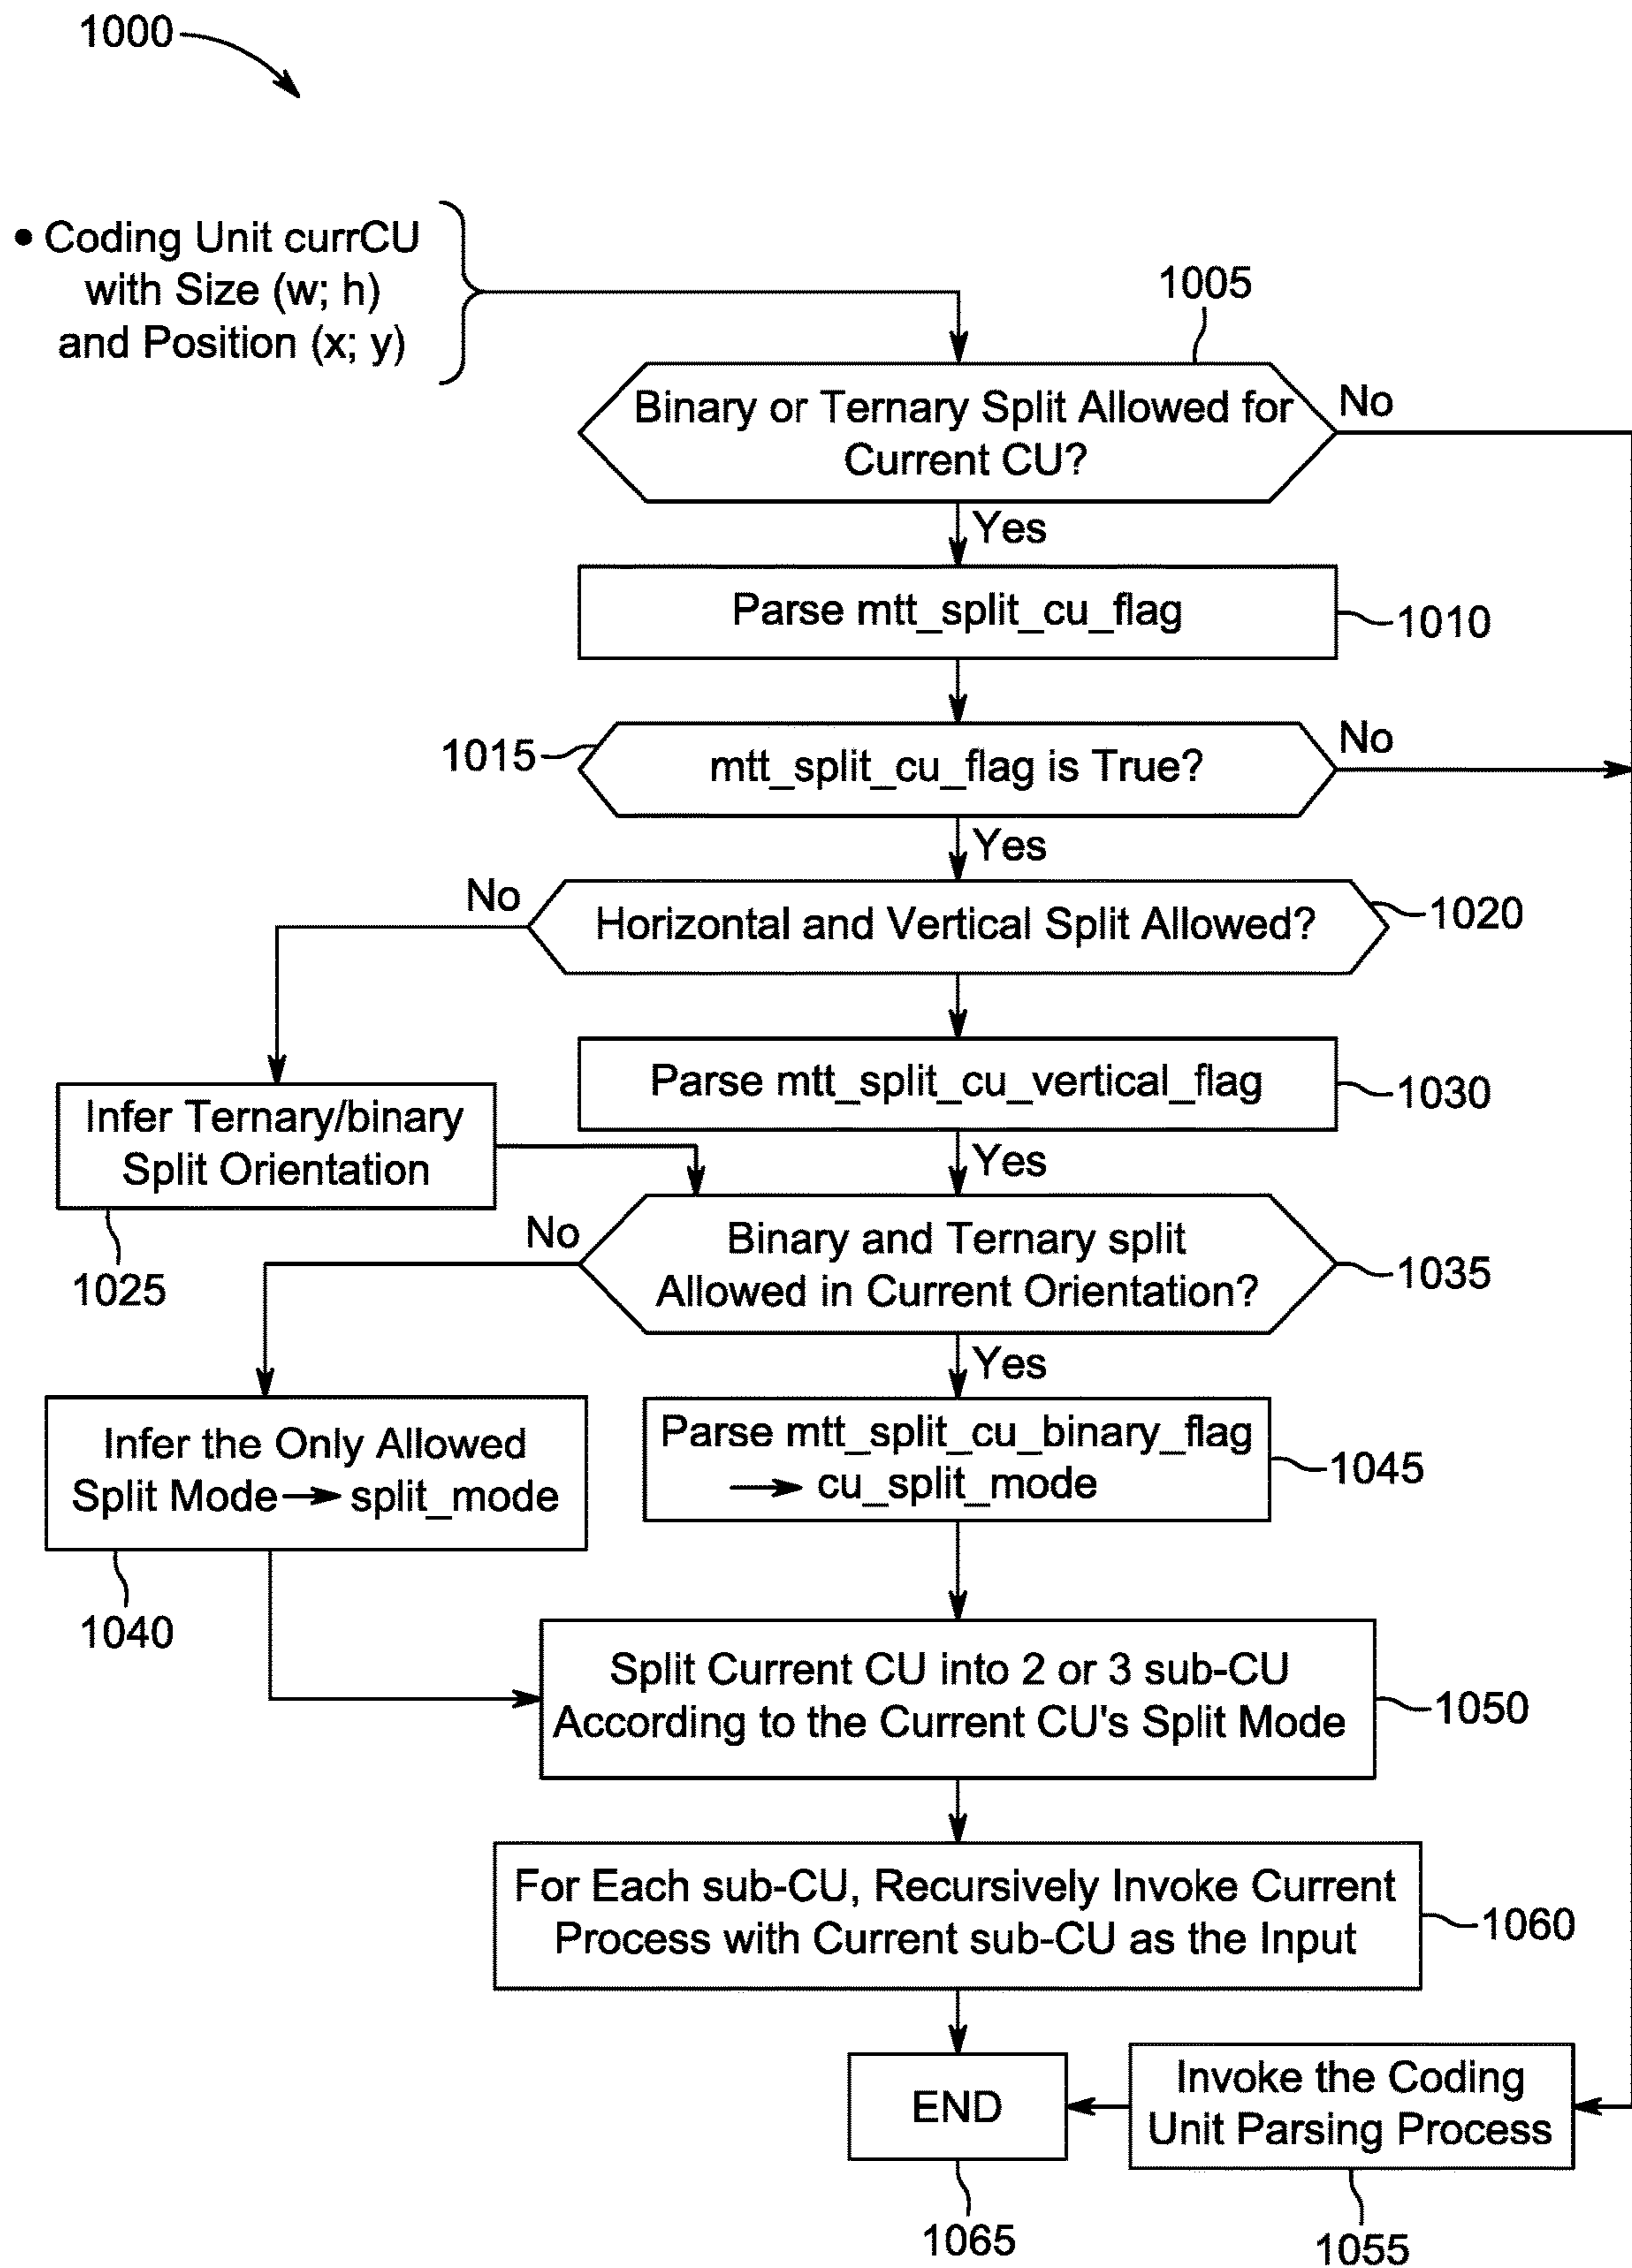 1000
• Coding Unit currCU
with Size (w; h)
and Position (x; y)
1005
Binary or Ternary Split Allowed for
Current CU?
No
Yes
Parse mtt_split_cu_flag
1010
1015
mtt_split_cu_flag is True?
No
Yes
No
Horizontal and Vertical Split Allowed?
1020
Parse mtt_split_cu_vertical_flag
1030
Infer Ternary/binary
Split Orientation
1025
Yes
No
Binary and Ternary split
Allowed in Current Orientation?
1035
Yes
Infer the Only Allowed
Split Mode → split_mode
1040
Parse mtt_split_cu_binary_flag
→ cu_split_mode
1045
Split Current CU into 2 or 3 sub-CU
According to the Current CU's Split Mode
1050
For Each sub-CU, Recursively Invoke Current
Process with Current sub-CU as the Input
1060
END
1065
Invoke the Coding
Unit Parsing Process
1055